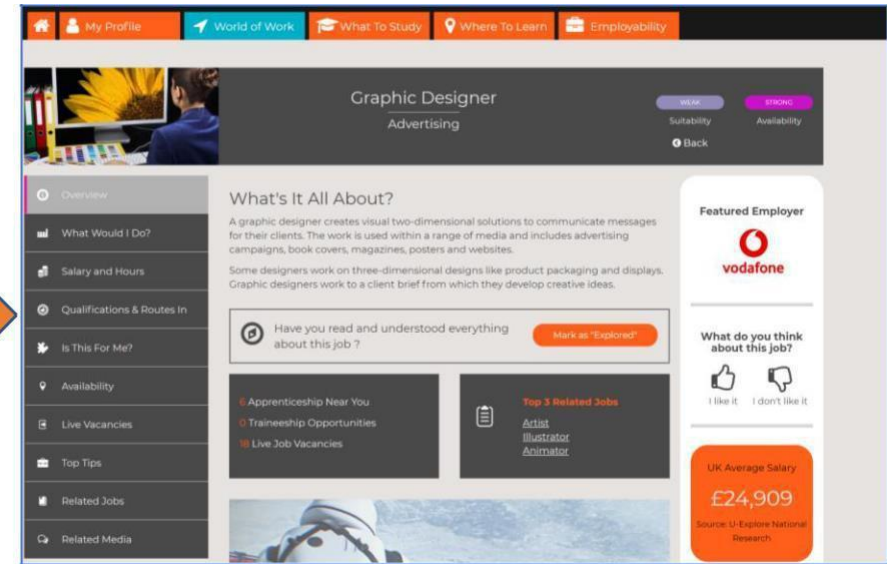 My Profile
World of Work
What To Study
Where To Learn
Employability
Graphic Designer
Advertising
WEAK
Suitability
STRONG
Availability
Back
Overview
What Would I Do?
Salary and Hours
Qualifications & Routes In
Is This For Me?
Availability
Live Vacancies
Top Tips
Related Jobs
Related Media
What's It All About?
A graphic designer creates visual two-dimensional solutions to communicate messages
for their clients. The work is used within a range of media and includes advertising
campaigns, book covers, magazines, posters and websites.
Some designers work on three-dimensional designs like product packaging and displays.
Graphic designers work to a client brief from which they develop creative ideas.
Have you read and understood everything
about this job ?
Mark as "Explored"
6 Apprenticeship Near You
0 Traineeship Opportunities
18 Live Job Vacancies
Top 3 Related Jobs
Artist
Illustrator
Animator
Featured Employer
vodafone
What do you think
about this job?
I like it
I don't like it
UK Average Salary
£24,909
Source: U-Explore National
Research